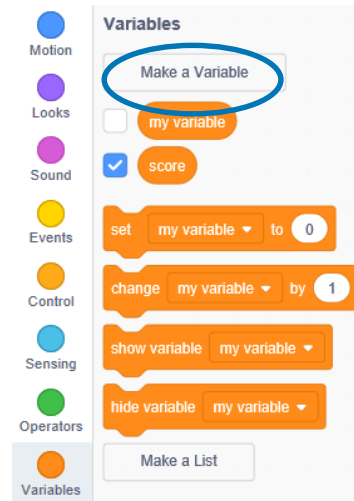 Motion
Looks
Sound
Events
Control
Sensing
Operators
Variables
Variables
Make a Variable
my variable
score
set my variable to 0
change my variable by 1
show variable my variable
hide variable my variable
Make a List